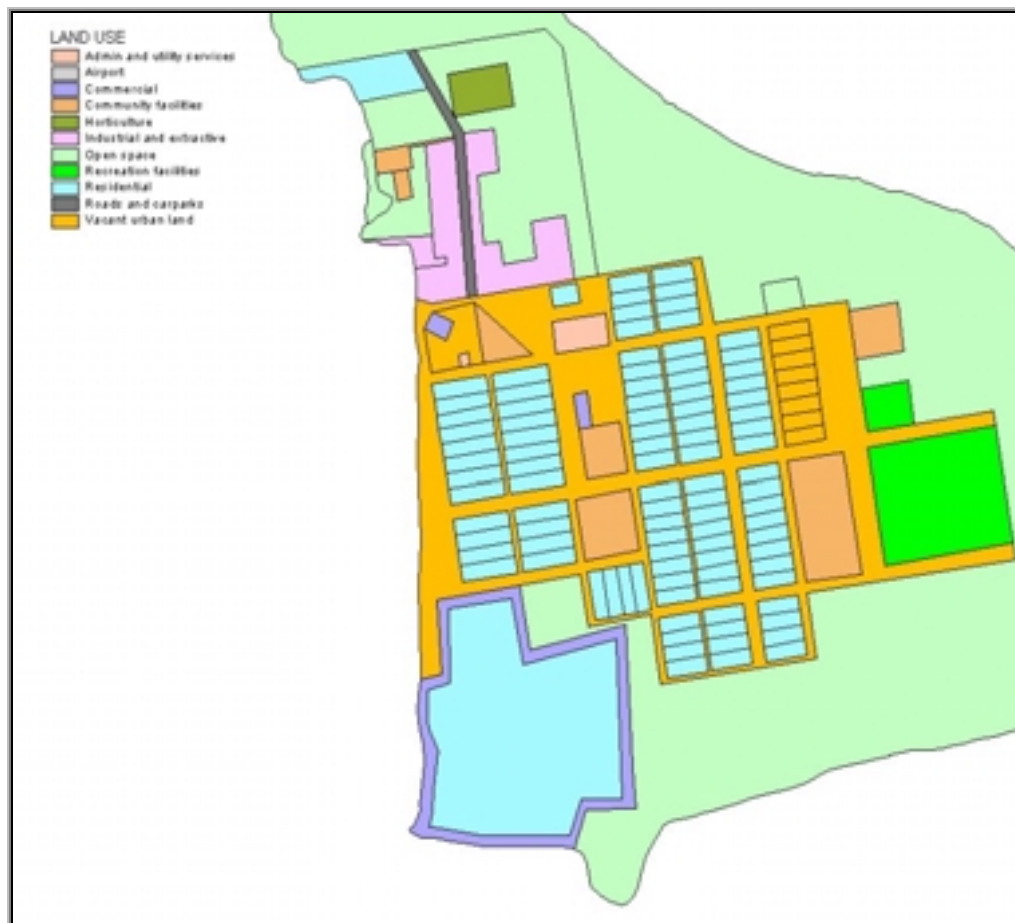 LAND USE
Admin and utility services
Airport
Commercial
Community facilities
Horticulture
Industrial and extractive
Open space
Recreation facilities
Residential
Roads and carparks
Vacant urban land